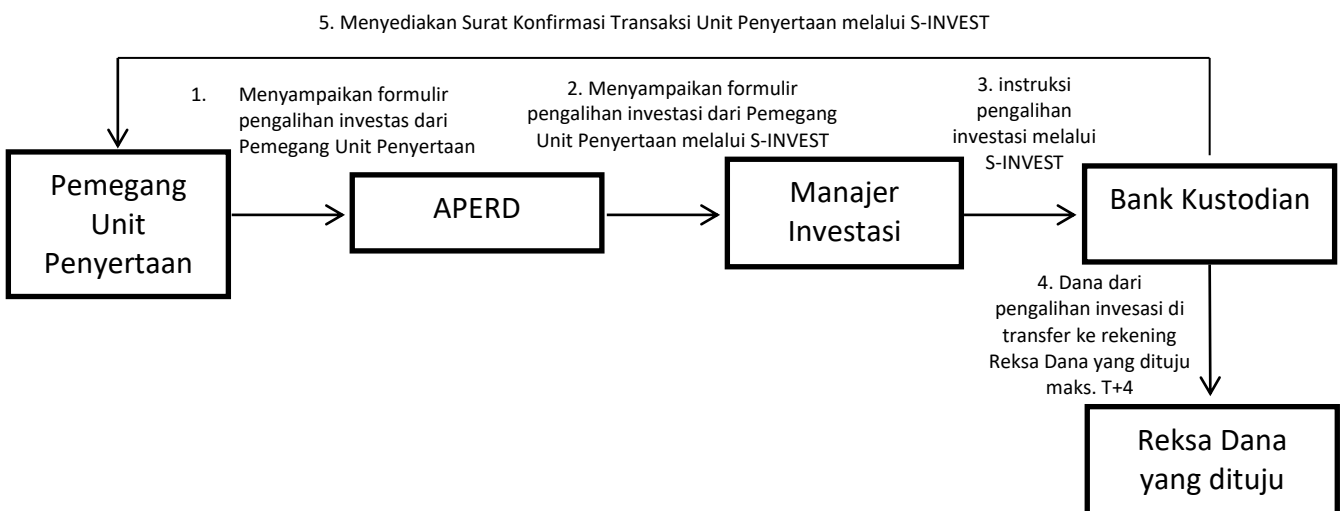 5. Menyediakan Surat Konfirmasi Transaksi Unit Penyertaan melalui S-INVEST
1. Menyampaikan formulir
pengalihan investas dari
Pemegang Unit Penyertaan
2. Menyampaikan formulir
pengalihan investasi dari Pemegang
Unit Penyertaan melalui S-INVEST
3. instruksi
pengalihan
investasi melalui
S-INVEST
Pemegang
Unit
Penyertaan
APERD
Manajer
Investasi
Bank Kustodian
4. Dana dari
pengalihan invesasi di
transfer ke rekening
Reksa Dana yang dituju
maks. T+4
Reksa Dana
yang dituju